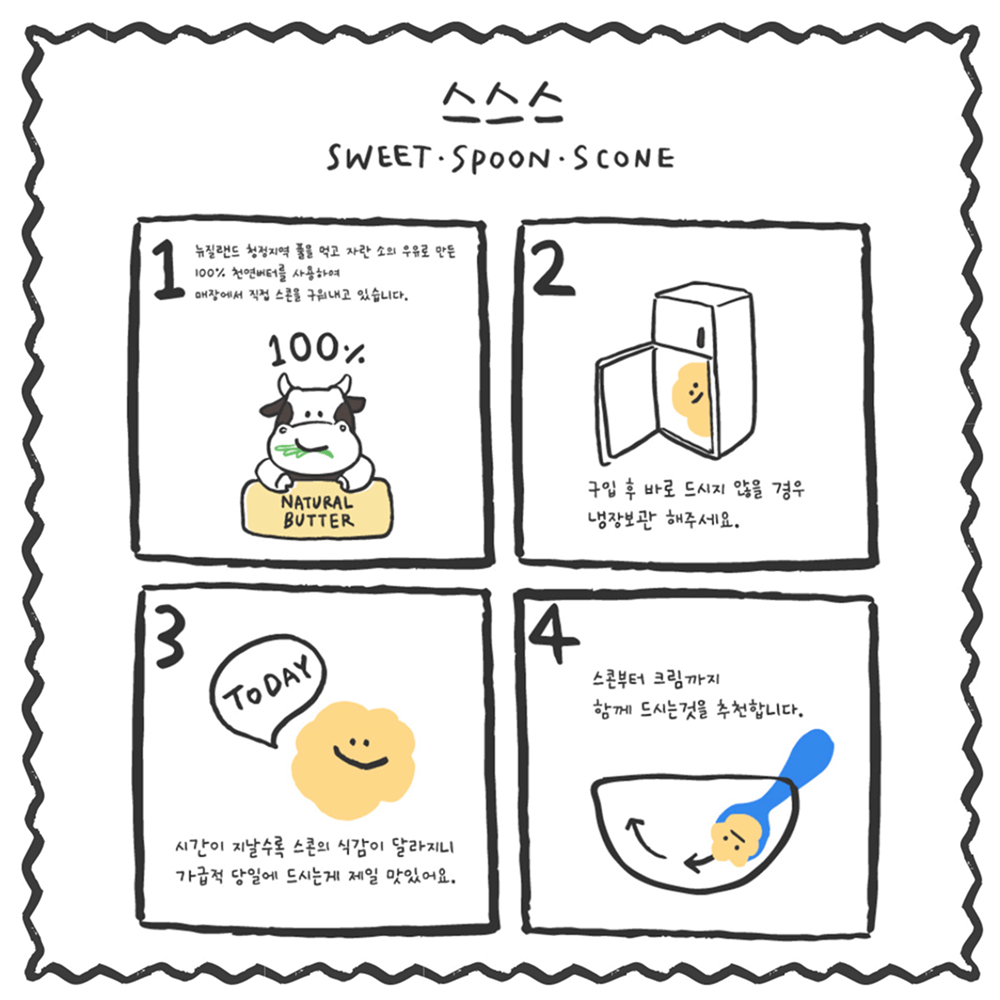 스스스
SWEET·SPOON·SCONE
1
뉴질랜드 청정지역 풀을 먹고 자란 소의 우유로 만든
100% 천연버터를 사용하여
매장에서 직접 스콘을 구워내고 있습니다.
100%
NATURAL
BUTTER
2
구입 후 바로 드시지 않을 경우
냉장보관 해주세요.
3
TODAY
시간이 지날수록 스콘의 식감이 달라지니
가급적 당일에 드시는게 제일 맛있어요.
4
스콘부터 크림까지
함께 드시는것을 추천합니다.